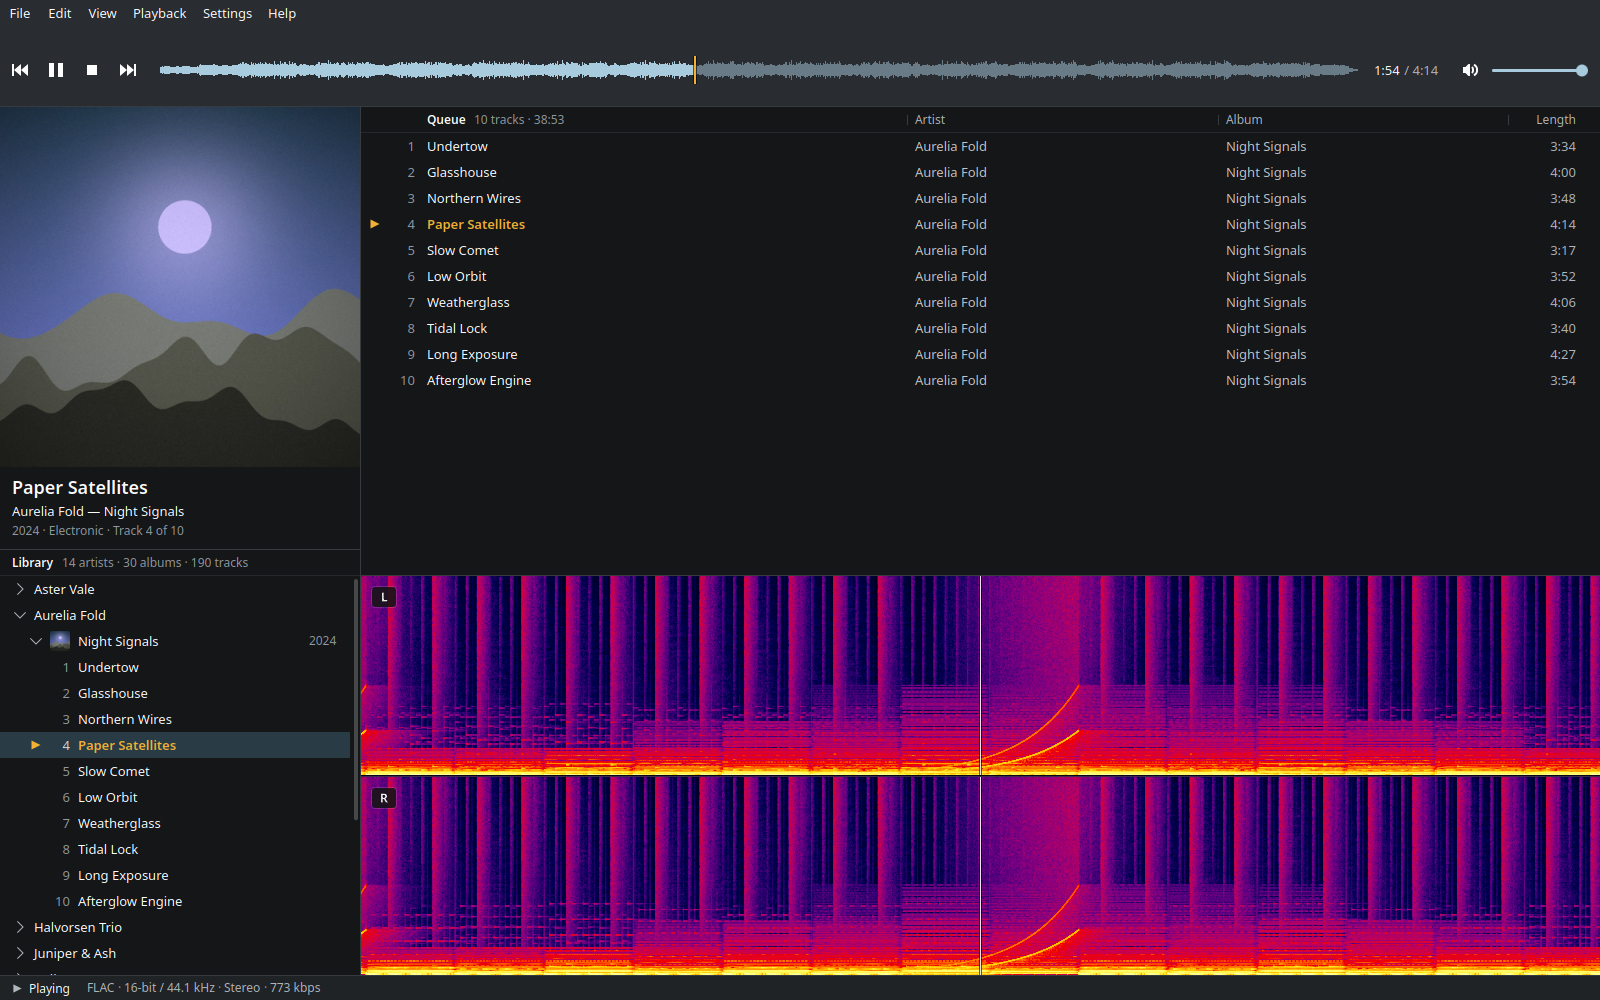 File Edit View Playback Settings Help
1:54 / 4:14
Queue 10 tracks · 38:53 Artist Album Length
1 Undertow Aurelia Fold Night Signals 3:34
2 Glasshouse Aurelia Fold Night Signals 4:00
3 Northern Wires Aurelia Fold Night Signals 3:48
4 Paper Satellites Aurelia Fold Night Signals 4:14
5 Slow Comet Aurelia Fold Night Signals 3:17
6 Low Orbit Aurelia Fold Night Signals 3:52
7 Weatherglass Aurelia Fold Night Signals 4:06
8 Tidal Lock Aurelia Fold Night Signals 3:40
9 Long Exposure Aurelia Fold Night Signals 4:27
10 Afterglow Engine Aurelia Fold Night Signals 3:54
Paper Satellites
Aurelia Fold — Night Signals
2024 · Electronic · Track 4 of 10
Library 14 artists · 30 albums · 190 tracks
Aster Vale
Aurelia Fold
Night Signals 2024
1 Undertow
2 Glasshouse
3 Northern Wires
4 Paper Satellites
5 Slow Comet
6 Low Orbit
7 Weatherglass
8 Tidal Lock
9 Long Exposure
10 Afterglow Engine
Halvorsen Trio
Juniper & Ash
L
R
Playing FLAC · 16-bit / 44.1 kHz · Stereo · 773 kbps